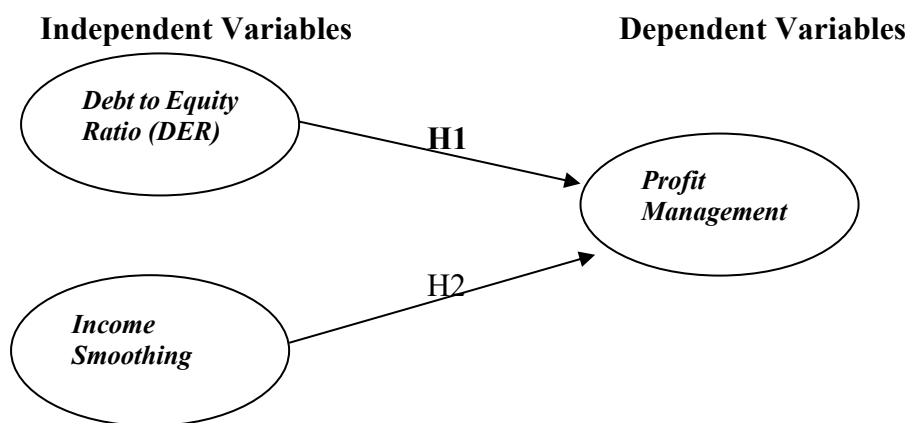 Independent Variables
Dependent Variables
Debt to Equity
Ratio (DER)
H1
Profit
Management
H2
Income
Smoothing